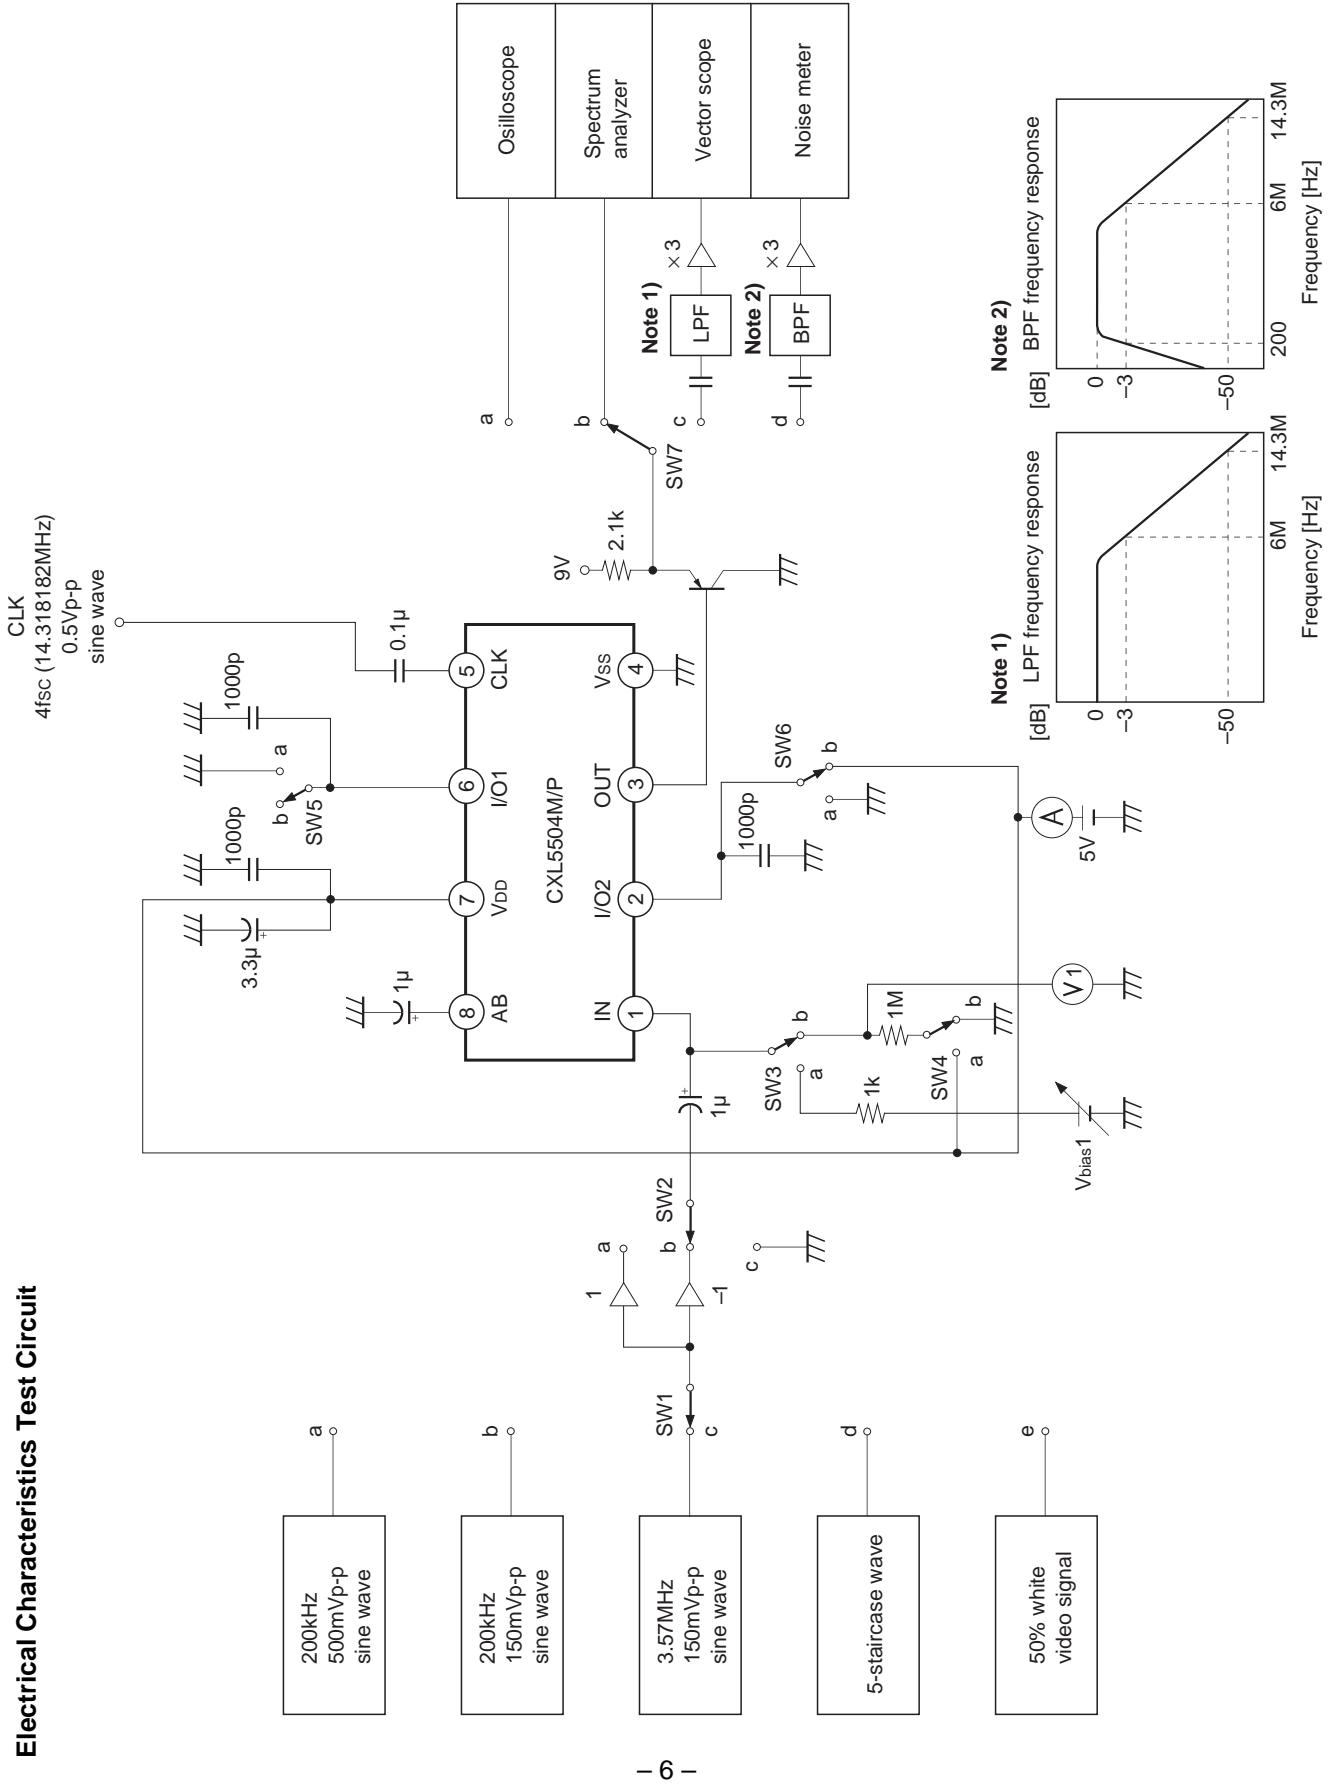 Electrical Characteristics Test Circuit
200kHz
500mVp-p
sine wave
a
200kHz
150mVp-p
sine wave
b
3.57MHz
150mVp-p
sine wave
SW1
c
5-staircase wave
d
50% white
video signal
e
1
a
–1
b
SW2
c
1µ
+
SW3
a
b
1k
1M
SW4
a
b
Vbias1
V1
A
5V
3.3µ
+
1000p
1µ
+
b
a
SW5
1000p
CLK
4fsc (14.318182MHz)
0.5Vp-p
sine wave
0.1µ
8
7
6
5
AB
VDD
I/O1
CLK
CXL5504M/P
IN
I/O2
OUT
VSS
1
2
3
4
1000p
SW6
a
b
9V
2.1k
SW7
a
b
c
d
Note 1)
LPF
× 3
Note 2)
BPF
× 3
Osilloscope
Spectrum
analyzer
Vector scope
Noise meter
Note 1)
LPF frequency response
[dB]
0
–3
–50
6M
14.3M
Frequency [Hz]
Note 2)
BPF frequency response
[dB]
0
–3
–50
200
6M
14.3M
Frequency [Hz]
– 6 –